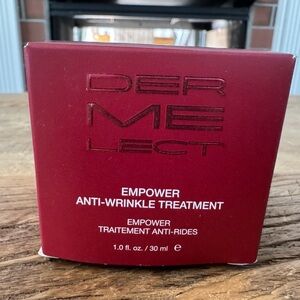 DER
ME
LECT
EMPOWER
ANTI-WRINKLE TREATMENT
EMPOWER
TRAITEMENT ANTI-RIDES
1.0 fl. oz. / 30 ml ℮